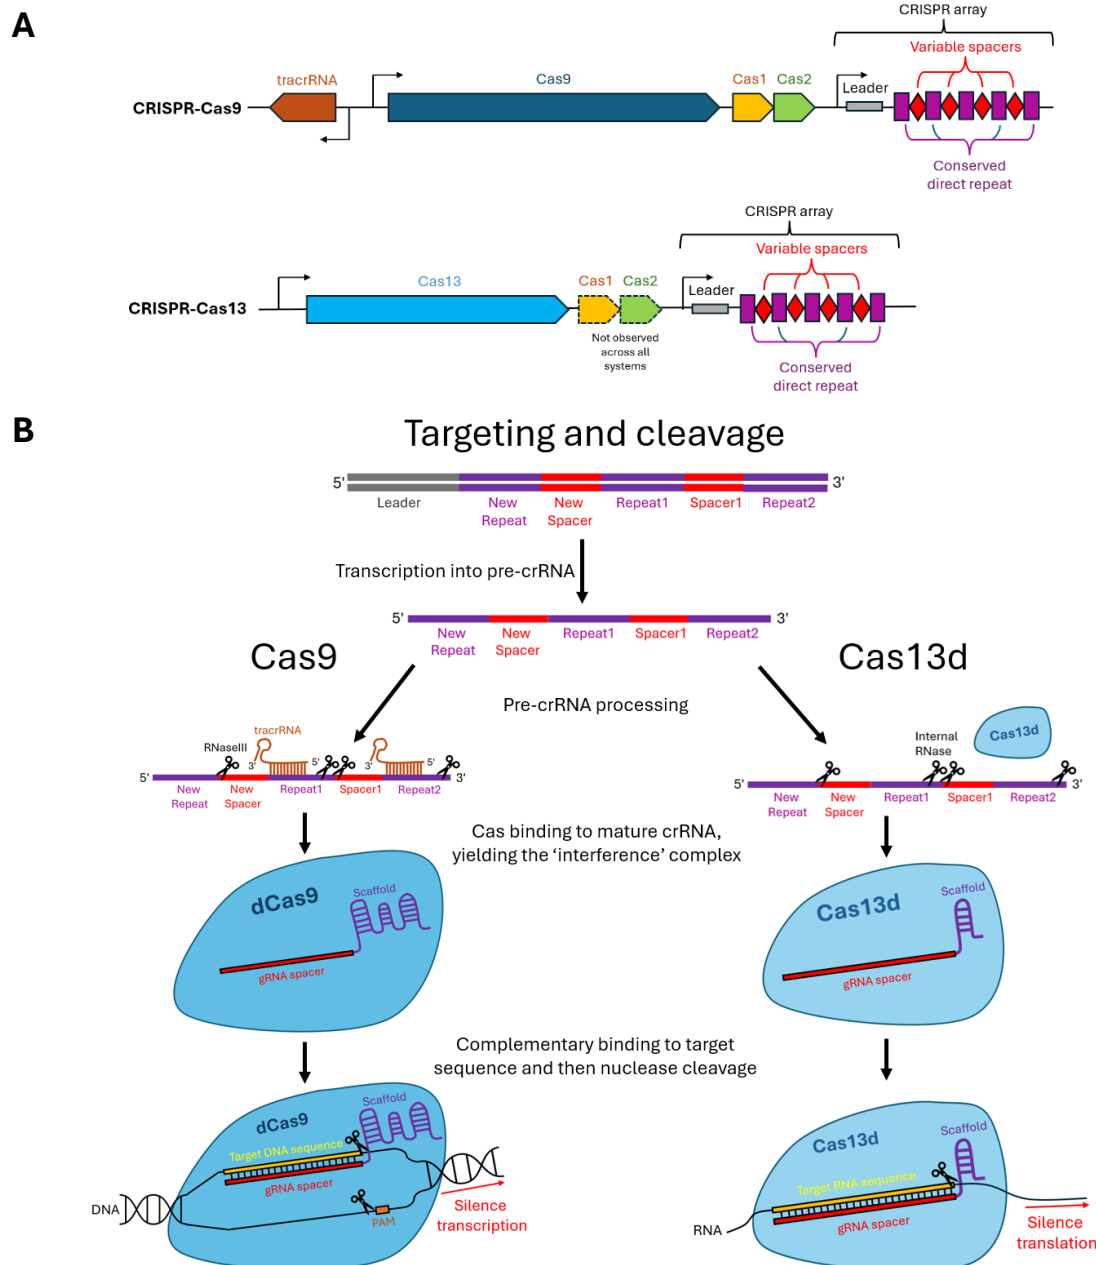 A
CRISPR array
Variable spacers
tracrRNA
Cas9
Cas1
Cas2
Leader
CRISPR-Cas9
Conserved
direct repeat
CRISPR array
Variable spacers
Cas13
Cas1
Cas2
Leader
CRISPR-Cas13
Not observed
across all
systems
Conserved
direct repeat
B
Targeting and cleavage
5'
3'
Leader
New
Repeat
New
Spacer
Repeat1
Spacer1
Repeat2
Transcription into pre-crRNA
5'
3'
New
Repeat
New
Spacer
Repeat1
Spacer1
Repeat2
Cas9
Cas13d
Pre-crRNA processing
tracrRNA
RNaseIII
3'
5'
3'
5'
5'
3'
New
Repeat
New
Spacer
Repeat1
Spacer1
Repeat2
Internal
RNase
Cas13d
5'
3'
New
Repeat
New
Spacer
Repeat1
Spacer1
Repeat2
Cas binding to mature crRNA,
yielding the ‘interference’ complex
dCas9
Scaffold
gRNA spacer
Cas13d
Scaffold
gRNA spacer
Complementary binding to target
sequence and then nuclease cleavage
dCas9
Scaffold
Target DNA sequence
gRNA spacer
DNA
PAM
Silence
transcription
Cas13d
Scaffold
Target RNA sequence
gRNA spacer
RNA
Silence
translation